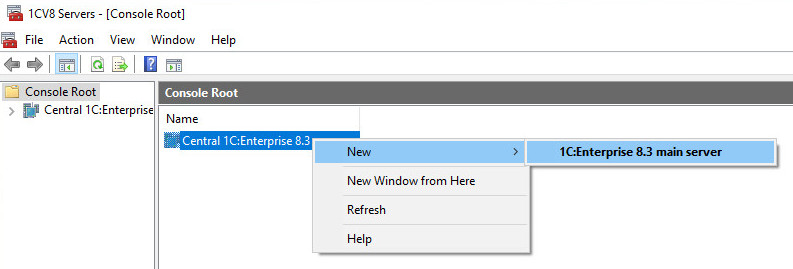 1CV8 Servers - [Console Root]
File Action View Window Help
Console Root
Central 1C:Enterprise
Console Root
Name
Central 1C:Enterprise 8.3
New
1C:Enterprise 8.3 main server
New Window from Here
Refresh
Help